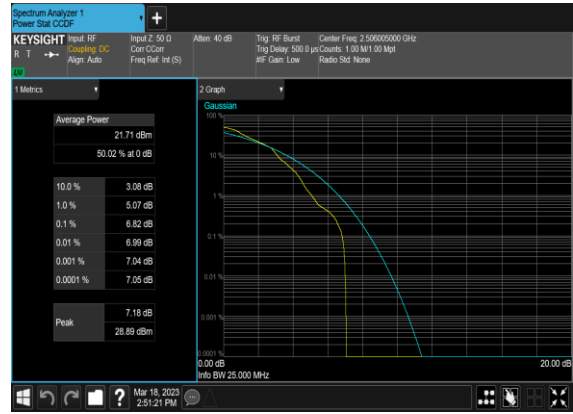 Spectrum Analyzer 1
Power Stat CCDF
KEYSIGHT
R T
Input: RF
Coupling: DC
Align: Auto
Input Z: 50 Ω
Corr CCorr
Freq Ref: Int (S)
Atten: 40 dB
Trig: RF Burst
Trig Delay: 500.0 µs
#IF Gain: Low
Center Freq: 2.506005000 GHz
Counts: 1.00 M/1.00 Mpt
Radio Std: None
1 Metrics
Average Power
21.71 dBm
50.02 % at 0 dB
10.0 % 3.08 dB
1.0 % 5.07 dB
0.1 % 6.82 dB
0.01 % 6.99 dB
0.001 % 7.04 dB
0.0001 % 7.05 dB
Peak
7.18 dB
28.89 dBm
2 Graph
Gaussian
100 %
10 %
1 %
0.1 %
0.01 %
0.001 %
0.0001 %
0.00 dB 20.00 dB
Info BW 25.000 MHz
?
Mar 18, 2023
2:51:21 PM